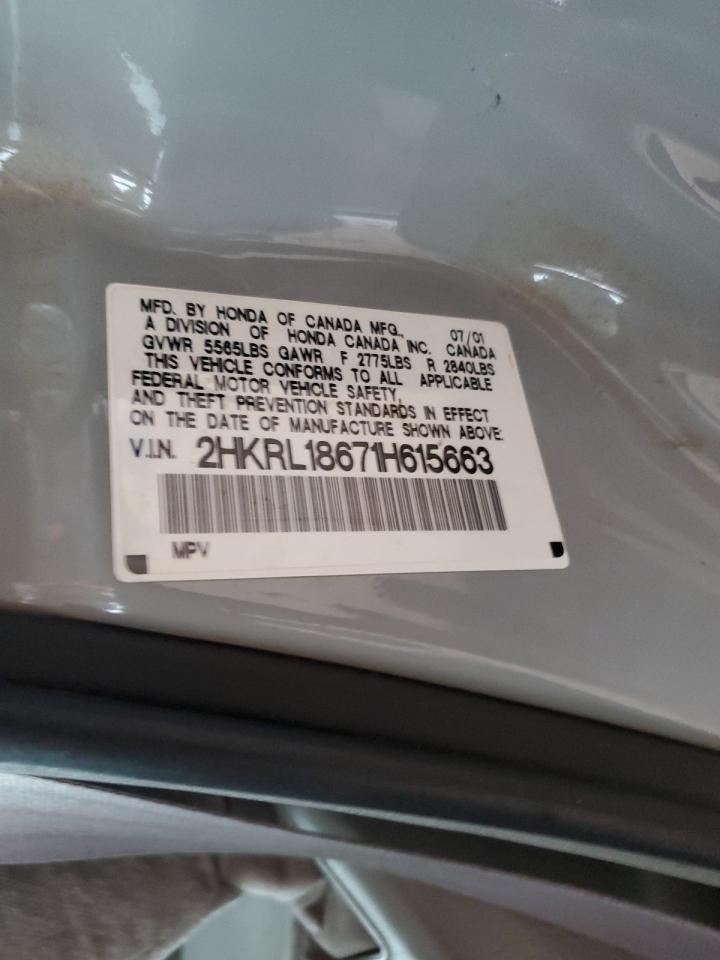 MFD. BY HONDA OF CANADA MFG., 07/01
A DIVISION OF HONDA CANADA INC. CANADA
GVWR 5565LBS GAWR F 2775LBS R 2840LBS
THIS VEHICLE CONFORMS TO ALL APPLICABLE
FEDERAL MOTOR VEHICLE SAFETY,
AND THEFT PREVENTION STANDARDS IN EFFECT
ON THE DATE OF MANUFACTURE SHOWN ABOVE:
V.I.N. 2HKRL18671H615663
MPV